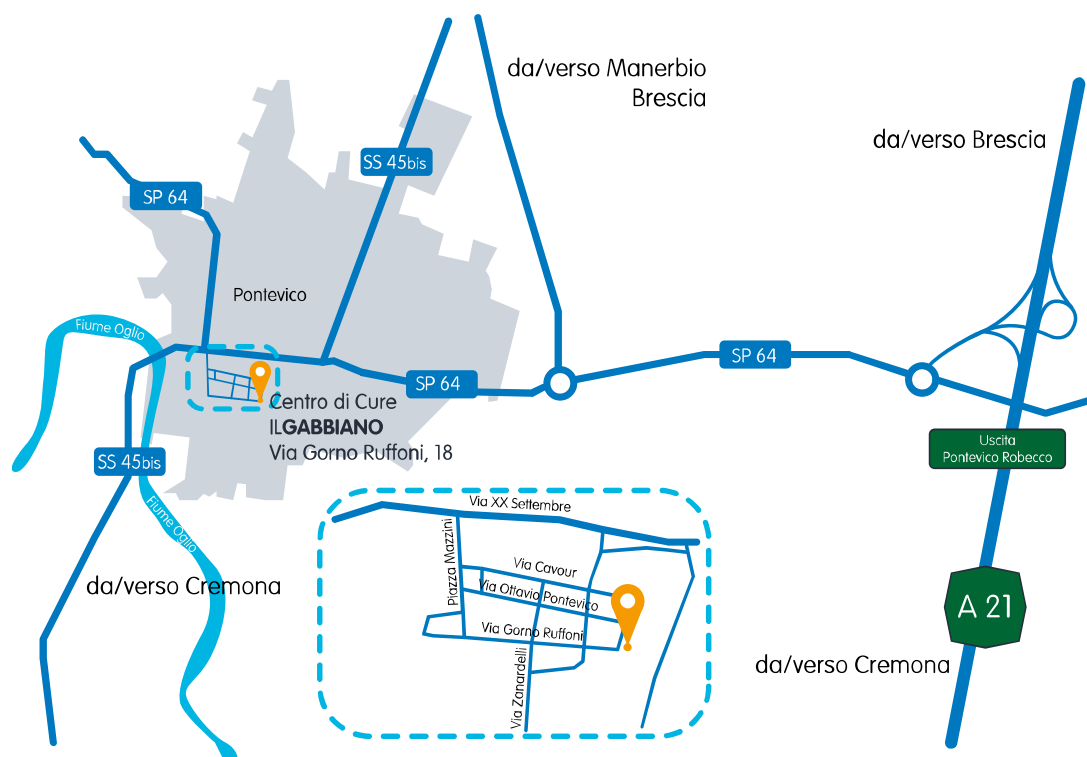 da/verso Manerbio
Brescia
da/verso Brescia
SS 45bis
SP 64
Pontevico
Fiume Oglio
SP 64
SP 64
Centro di Cure
ILGABBIANO
Via Gorno Ruffoni, 18
Uscita
Pontevico Robecco
SS 45bis
Fiume Oglio
da/verso Cremona
Via XX Settembre
Piazza Mazzini
Via Cavour
Via Ottavio Pontevico
Via Gorno Ruffoni
Via Zanardelli
A 21
da/verso Cremona